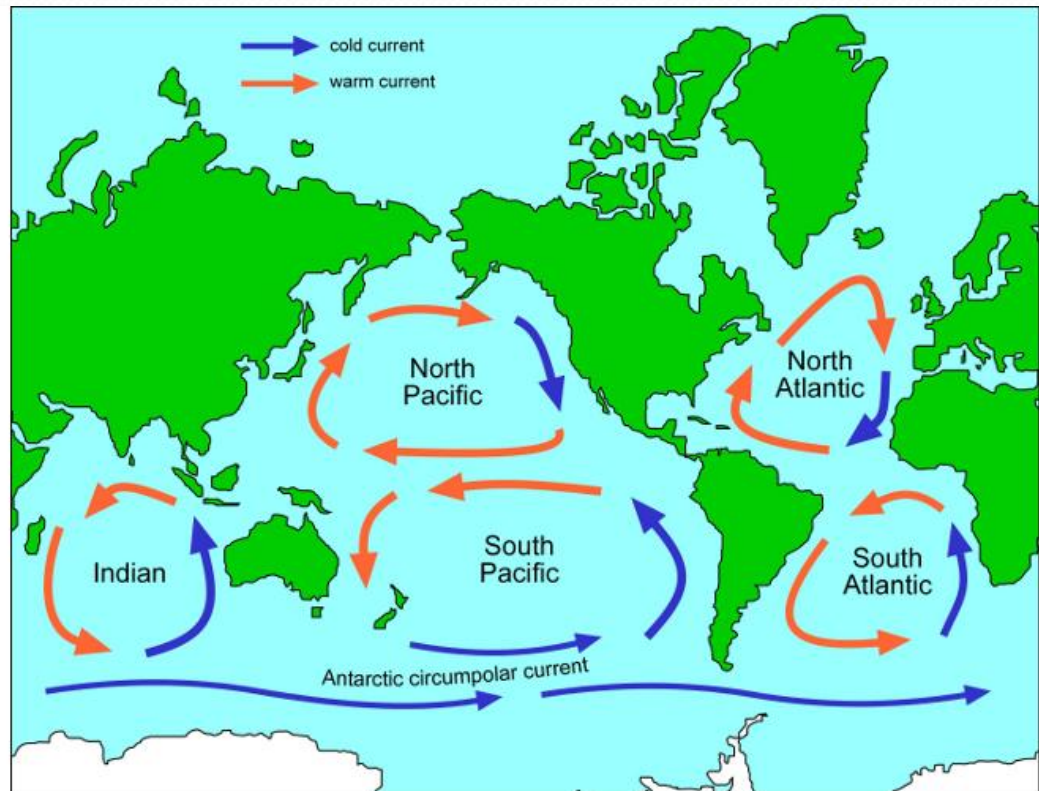 cold current
warm current
North
Pacific
North
Atlantic
Indian
South
Pacific
South
Atlantic
Antarctic circumpolar current